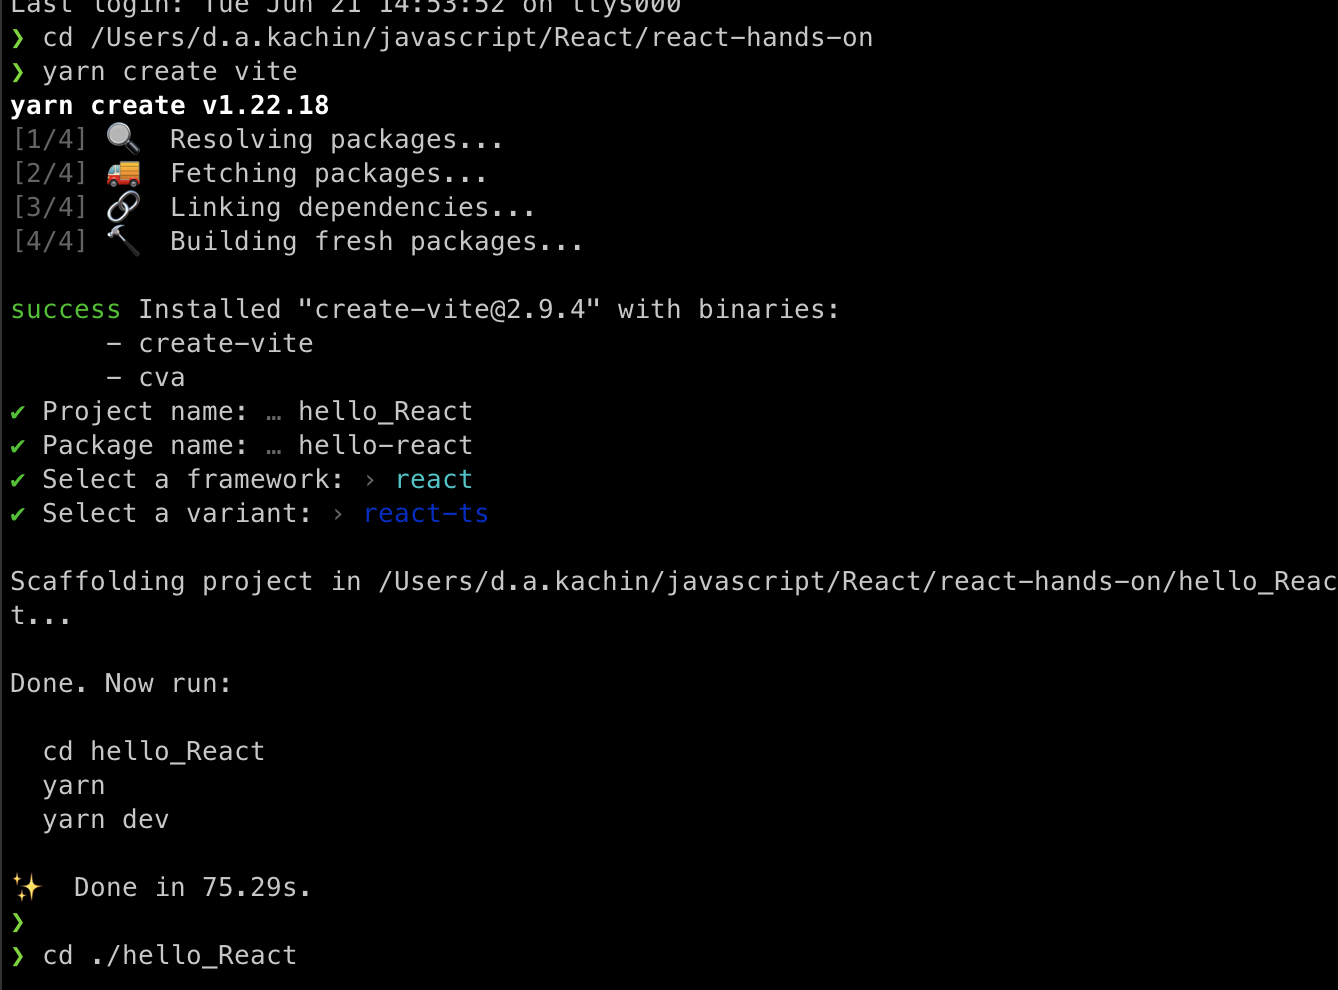 Last login: Tue Jun 21 14:53:52 on ttys000
❯ cd /Users/d.a.kachin/javascript/React/react-hands-on
❯ yarn create vite
yarn create v1.22.18
[1/4] 🔍  Resolving packages...
[2/4] 🚚  Fetching packages...
[3/4] 🔗  Linking dependencies...
[4/4] 🔨  Building fresh packages...
success Installed "create-vite@2.9.4" with binaries:
      - create-vite
      - cva
✔ Project name: … hello_React
✔ Package name: … hello-react
✔ Select a framework: › react
✔ Select a variant: › react-ts
Scaffolding project in /Users/d.a.kachin/javascript/React/react-hands-on/hello_Reac
t...
Done. Now run:
  cd hello_React
  yarn
  yarn dev
✨  Done in 75.29s.
❯
❯ cd ./hello_React